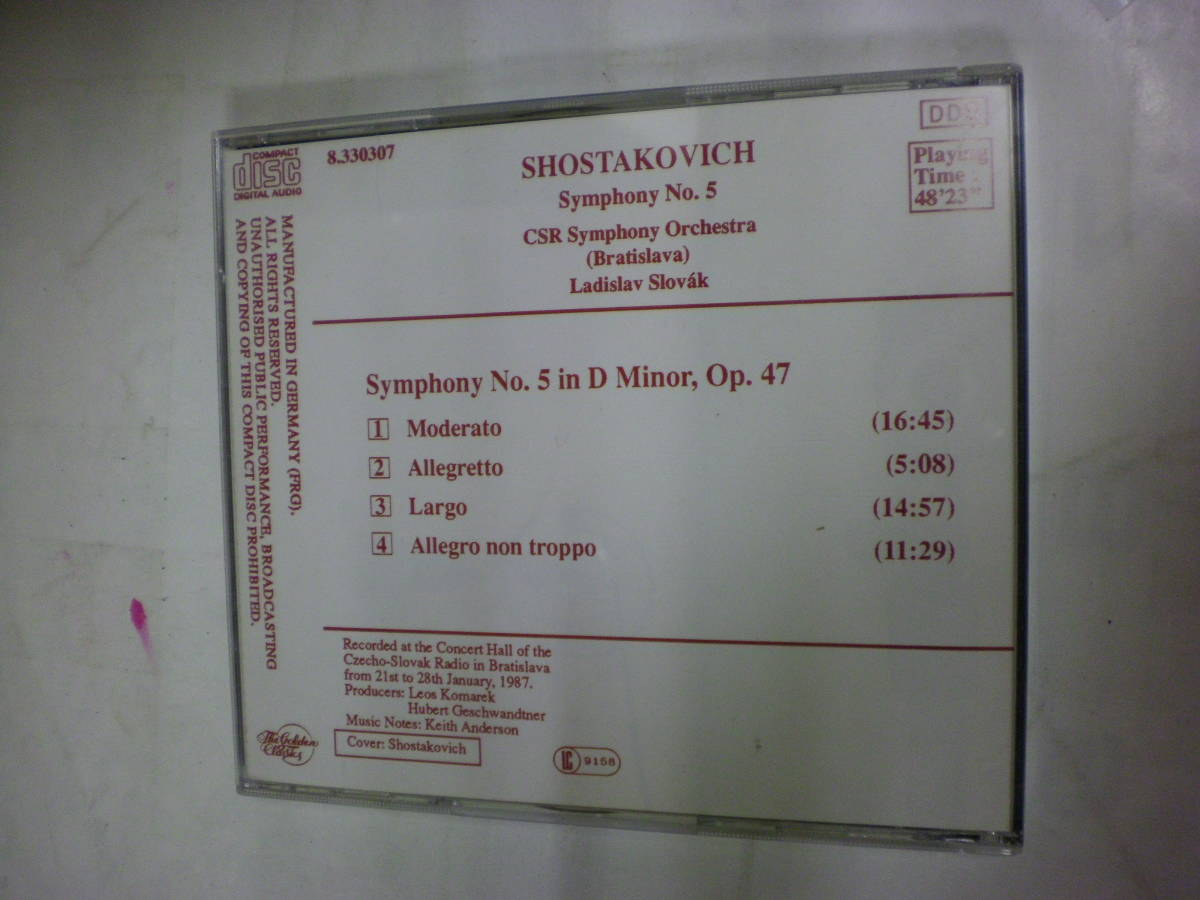 COMPACT
disc
DIGITAL AUDIO
8.330307
SHOSTAKOVICH
Symphony No. 5
CSR Symphony Orchestra
(Bratislava)
Ladislav Slovák
DDD
Playing
Time :
48'23"
MANUFACTURED IN GERMANY (FRG).
ALL RIGHTS RESERVED.
UNAUTHORISED PUBLIC PERFORMANCE, BROADCASTING
AND COPYING OF THIS COMPACT DISC PROHIBITED.
Symphony No. 5 in D Minor, Op. 47
1 Moderato (16:45)
2 Allegretto (5:08)
3 Largo (14:57)
4 Allegro non troppo (11:29)
Recorded at the Concert Hall of the
Czecho-Slovak Radio in Bratislava
from 21st to 28th January, 1987.
Producers: Leos Komarek
Hubert Geschwandtner
Music Notes: Keith Anderson
Cover: Shostakovich
The Golden
Classics
LC 9158